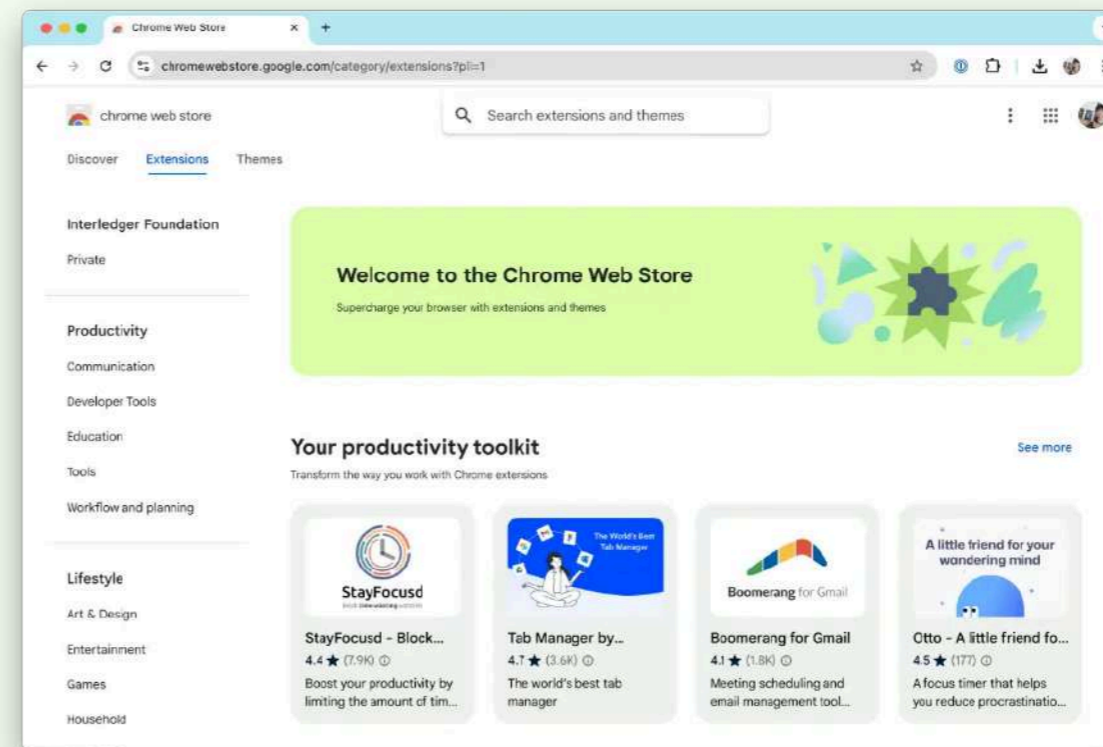 Chrome Web Store
chromewebstore.google.com/category/extensions?pli=1
chrome web store
Search extensions and themes
Discover
Extensions
Themes
Interledger Foundation
Private
Productivity
Communication
Developer Tools
Education
Tools
Workflow and planning
Lifestyle
Art & Design
Entertainment
Games
Household
Welcome to the Chrome Web Store
Supercharge your browser with extensions and themes
Your productivity toolkit
See more
Transform the way you work with Chrome extensions
StayFocusd
StayFocusd - Block...
4.4 ★ (7.9K)
Boost your productivity by
limiting the amount of tim...
The World's Best
Tab Manager
Tab Manager by...
4.7 ★ (3.6K)
The world's best tab
manager
Boomerang for Gmail
Boomerang for Gmail
4.1 ★ (1.8K)
Meeting scheduling and
email management tool...
A little friend for your
wandering mind
Otto - A little friend fo...
4.5 ★ (177)
A focus timer that helps
you reduce procrastinatio...